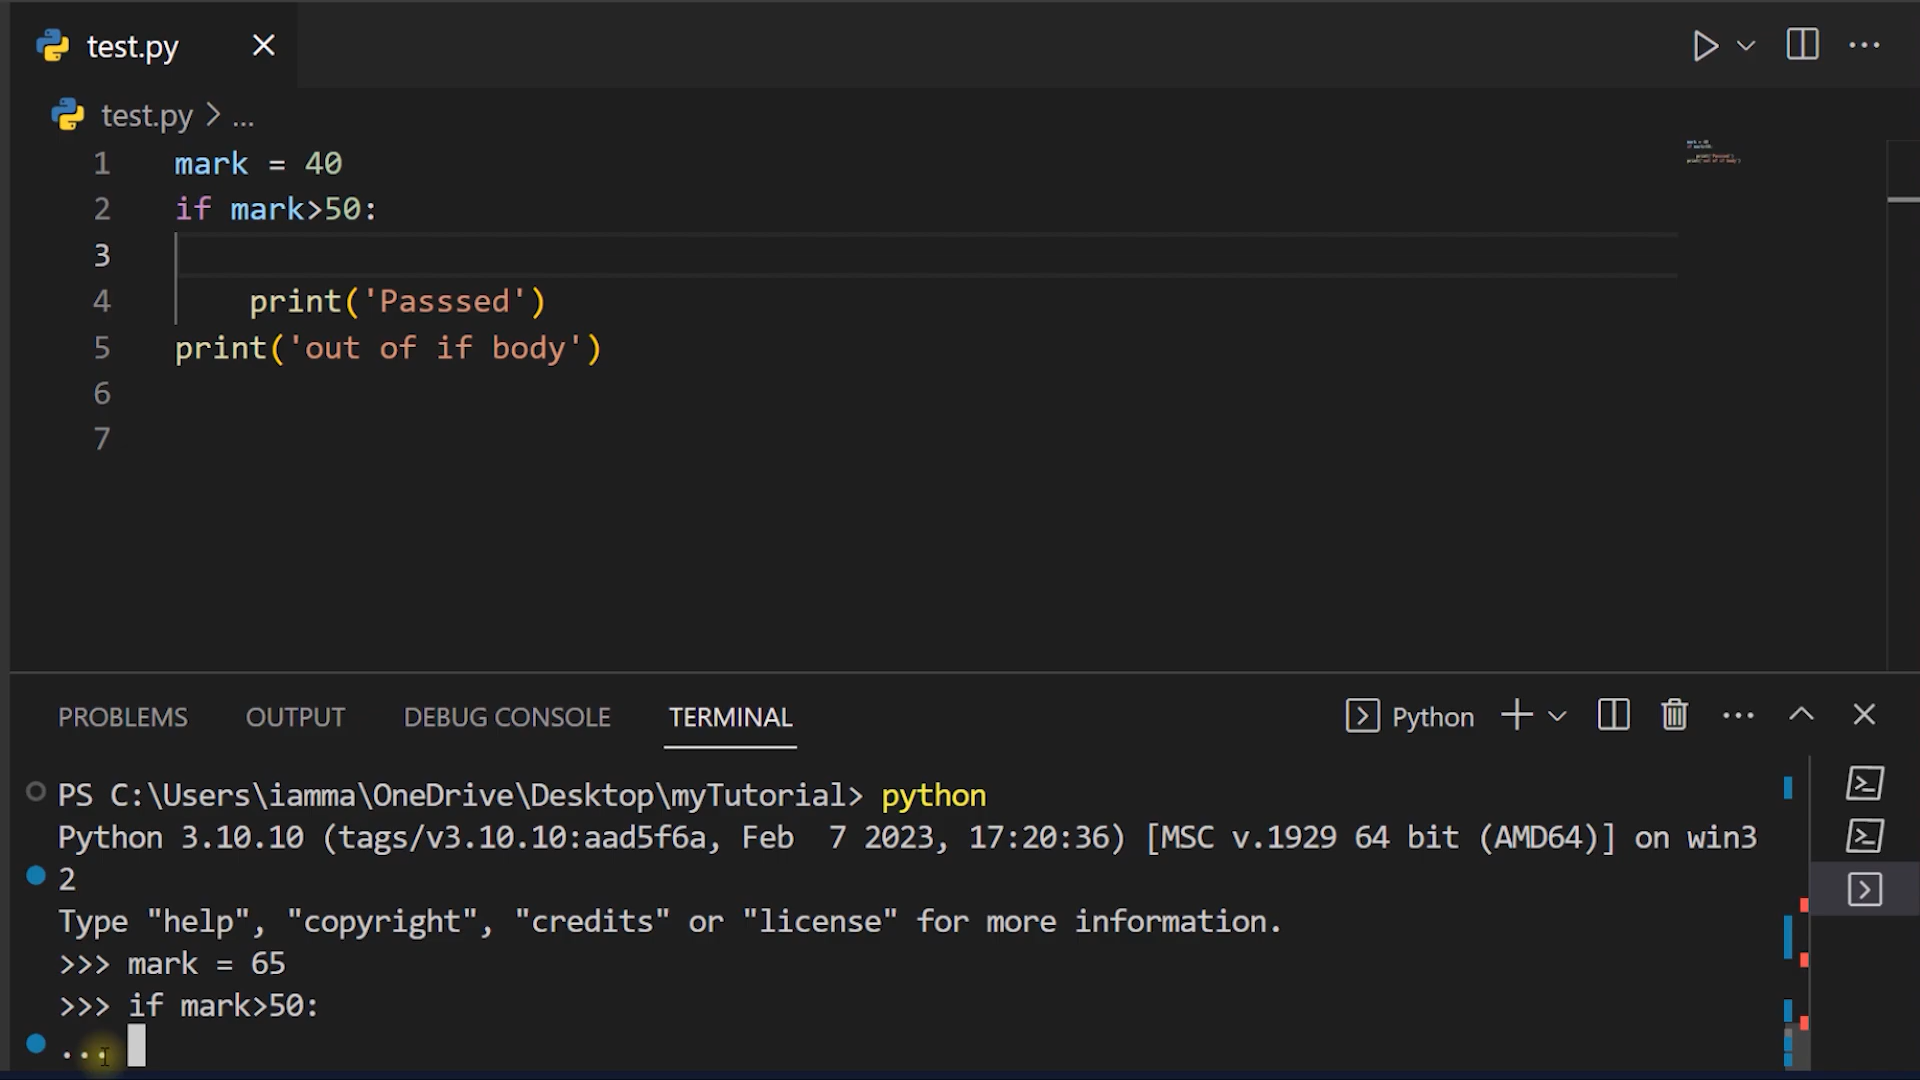 test.py
test.py > ...
1 mark = 40
2 if mark>50:
3
4     print('Passsed')
5 print('out of if body')
6
7
PROBLEMS OUTPUT DEBUG CONSOLE TERMINAL Python
PS C:\Users\iamma\OneDrive\Desktop\myTutorial> python
Python 3.10.10 (tags/v3.10.10:aad5f6a, Feb  7 2023, 17:20:36) [MSC v.1929 64 bit (AMD64)] on win3
2
Type "help", "copyright", "credits" or "license" for more information.
>>> mark = 65
>>> if mark>50:
...